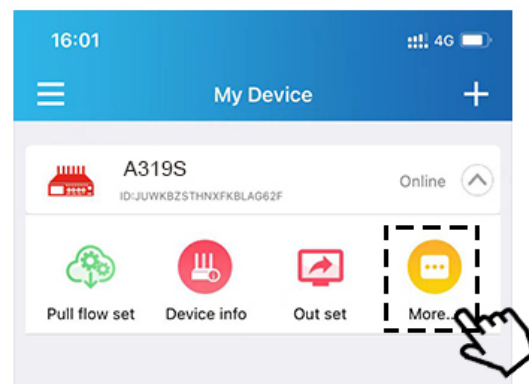 16:01 4G
My Device
A319S
Online
ID:JUWKBZSTHNXFKBLAG62F
Pull flow set Device info Out set More..